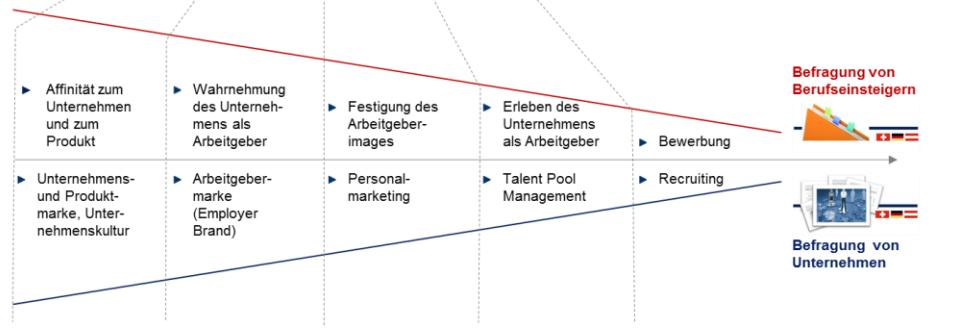 Befragung von
Berufseinsteigern
Affinität zum
Unternehmen
und zum
Produkt
Wahrnehmung
des Unterneh-
mens als
Arbeitgeber
Festigung des
Arbeitgeber-
images
Erleben des
Unternehmens
als Arbeitgeber
Bewerbung
Unternehmens-
und Produkt-
marke, Unter-
nehmenskultur
Arbeitgeber-
marke
(Employer
Brand)
Personal-
marketing
Talent Pool
Management
Recruiting
Befragung von
Unternehmen